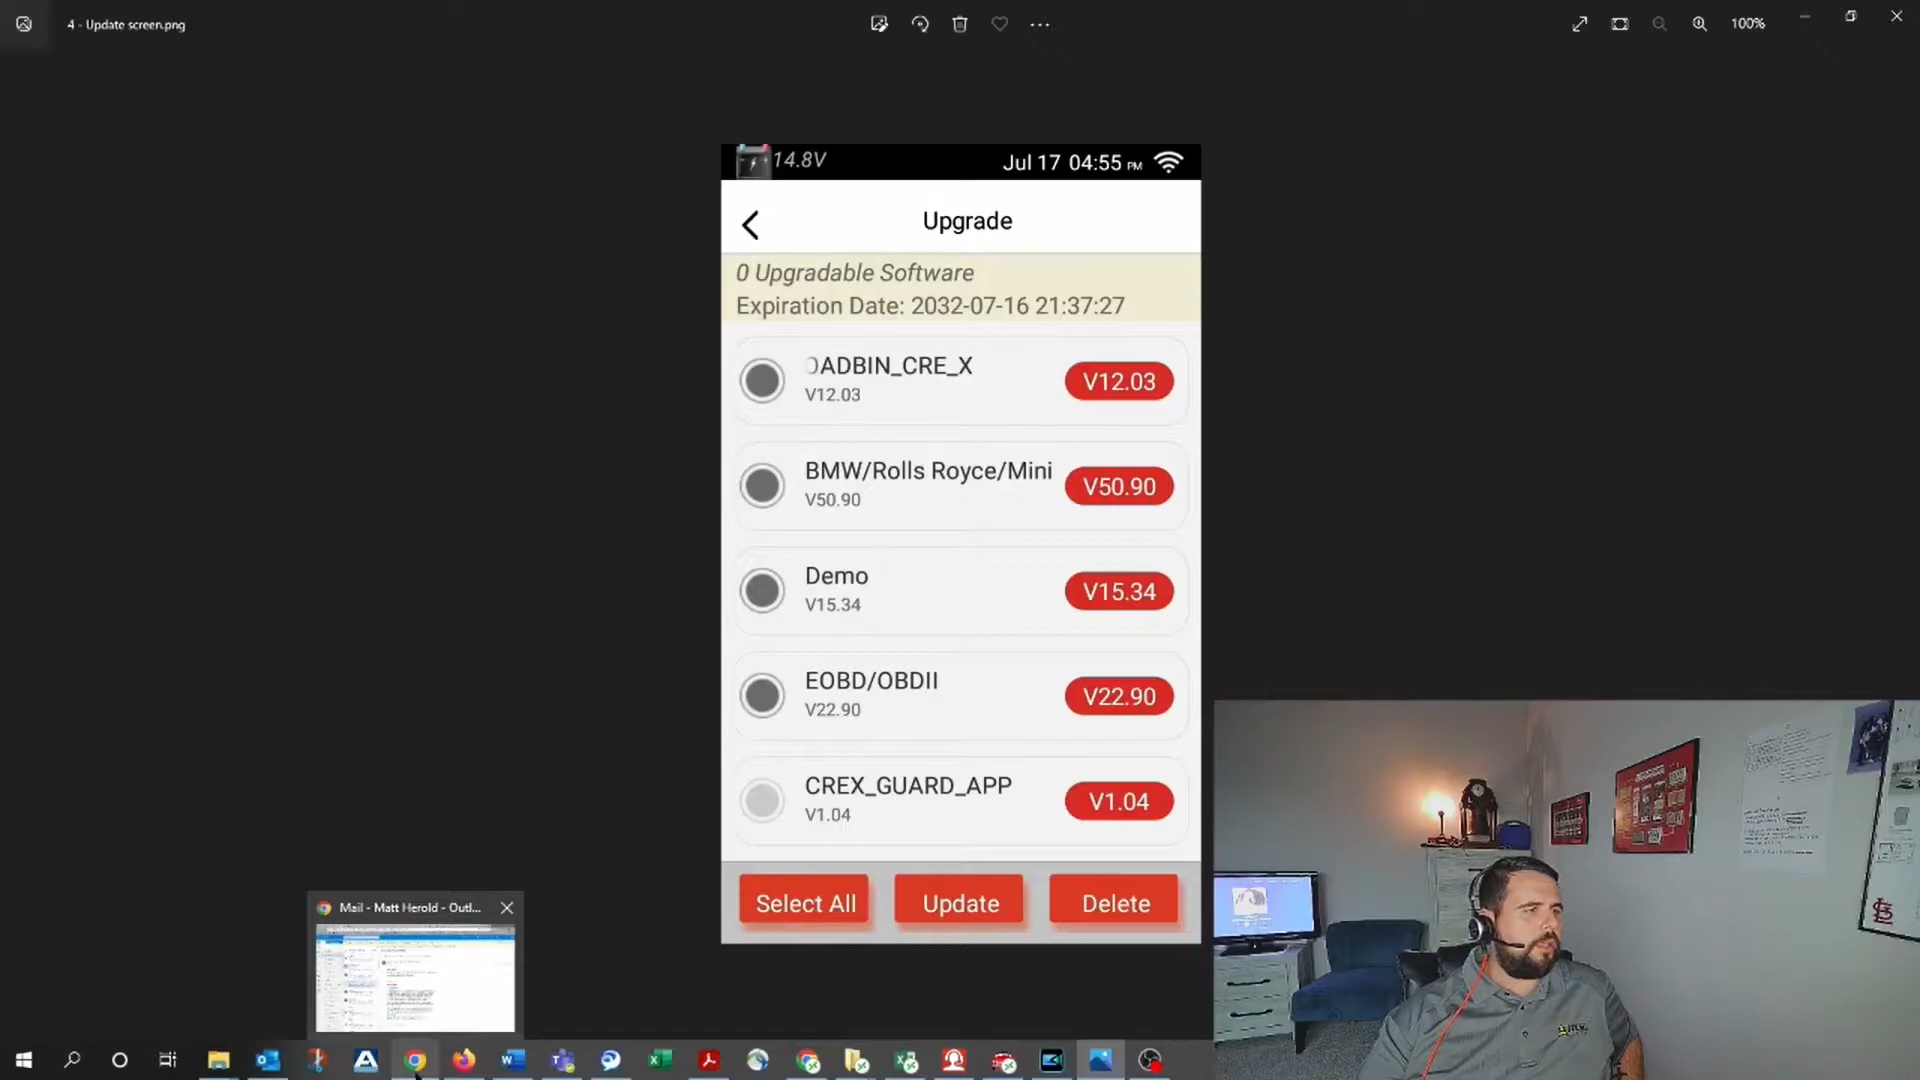 4 - Update screen.png
100%
14.8V
Jul 17 04:55 PM
Upgrade
0 Upgradable Software
Expiration Date: 2032-07-16 21:37:27
OADBIN_CRE_X
V12.03
V12.03
BMW/Rolls Royce/Mini
V50.90
V50.90
Demo
V15.34
V15.34
EOBD/OBDII
V22.90
V22.90
CREX_GUARD_APP
V1.04
V1.04
Select All
Update
Delete
Mail - Matt Herold - Outl...